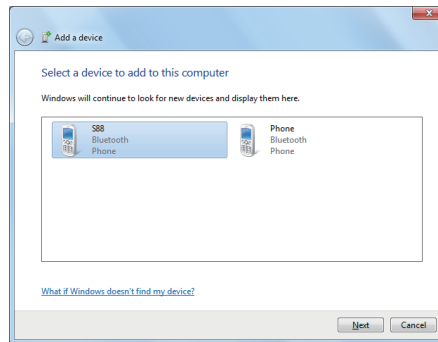 Add a device
Select a device to add to this computer
Windows will continue to look for new devices and display them here.
S88
Bluetooth
Phone
Phone
Bluetooth
Phone
What if Windows doesn't find my device?
Next
Cancel